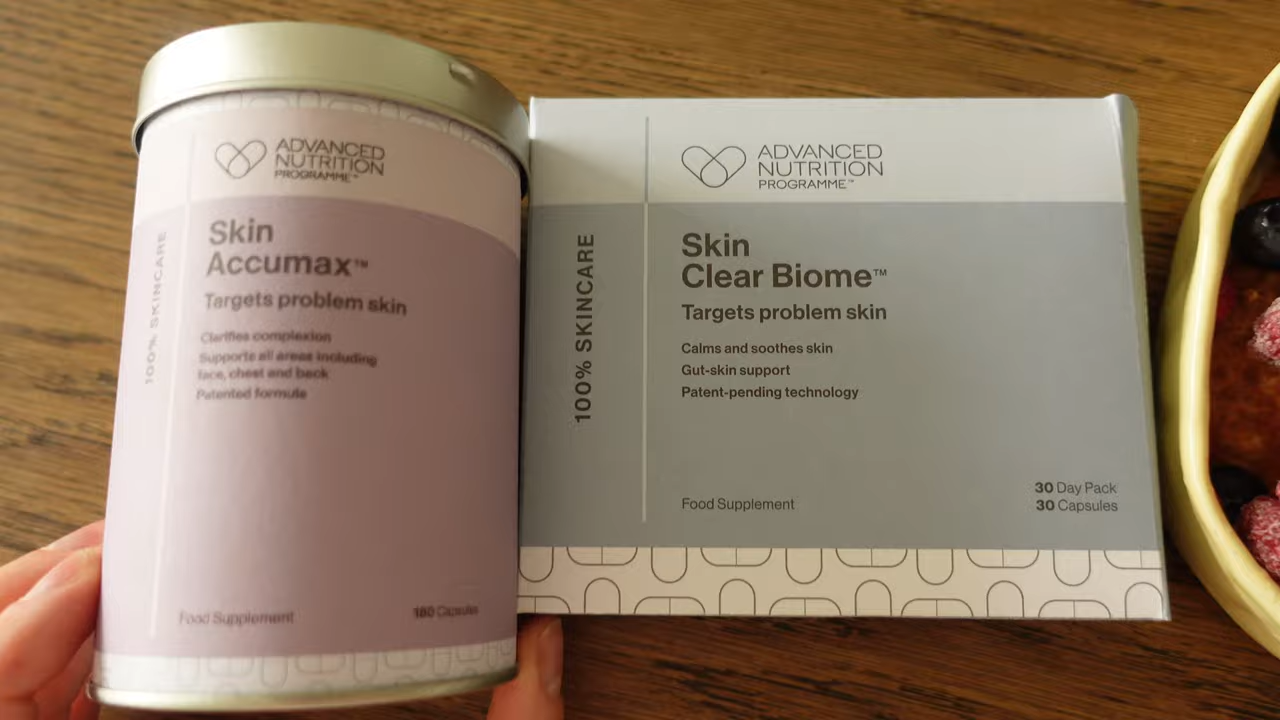 ADVANCED
NUTRITION
PROGRAMME™
Skin
Accumax™
Targets problem skin
Clarifies complexion
Supports all areas including
face, chest and back
Patented formula
100% SKINCARE
Food Supplement
180 Capsules
ADVANCED
NUTRITION
PROGRAMME™
100% SKINCARE
Skin
Clear Biome™
Targets problem skin
Calms and soothes skin
Gut-skin support
Patent-pending technology
Food Supplement
30 Day Pack
30 Capsules